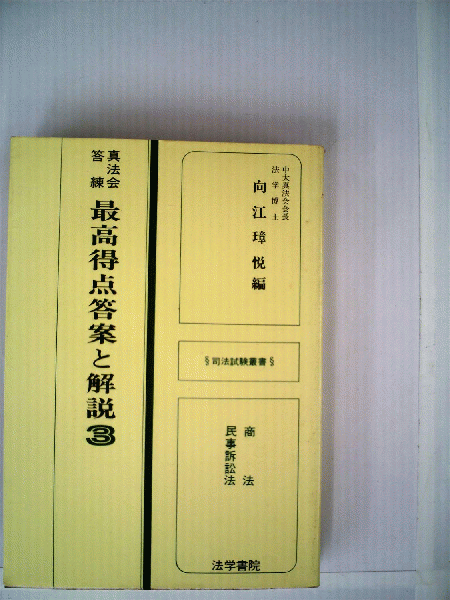 真法会
答練
最高得点答案と解説3
中大真法会会長
法学博士
向江璋悦編
§司法試験叢書§
商法
民事訴訟法
法学書院